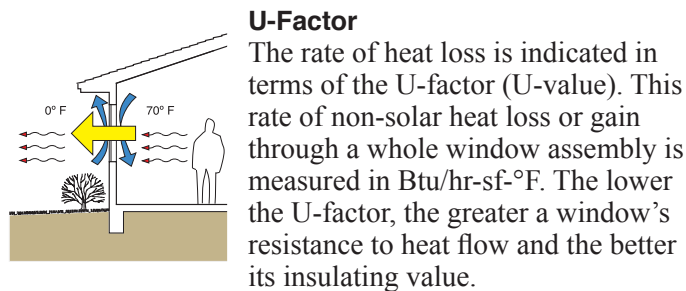 U-Factor
The rate of heat loss is indicated in
terms of the U-factor (U-value). This
rate of non-solar heat loss or gain
through a whole window assembly is
measured in Btu/hr-sf-°F. The lower
the U-factor, the greater a window’s
resistance to heat flow and the better
its insulating value.
0º F
70º F